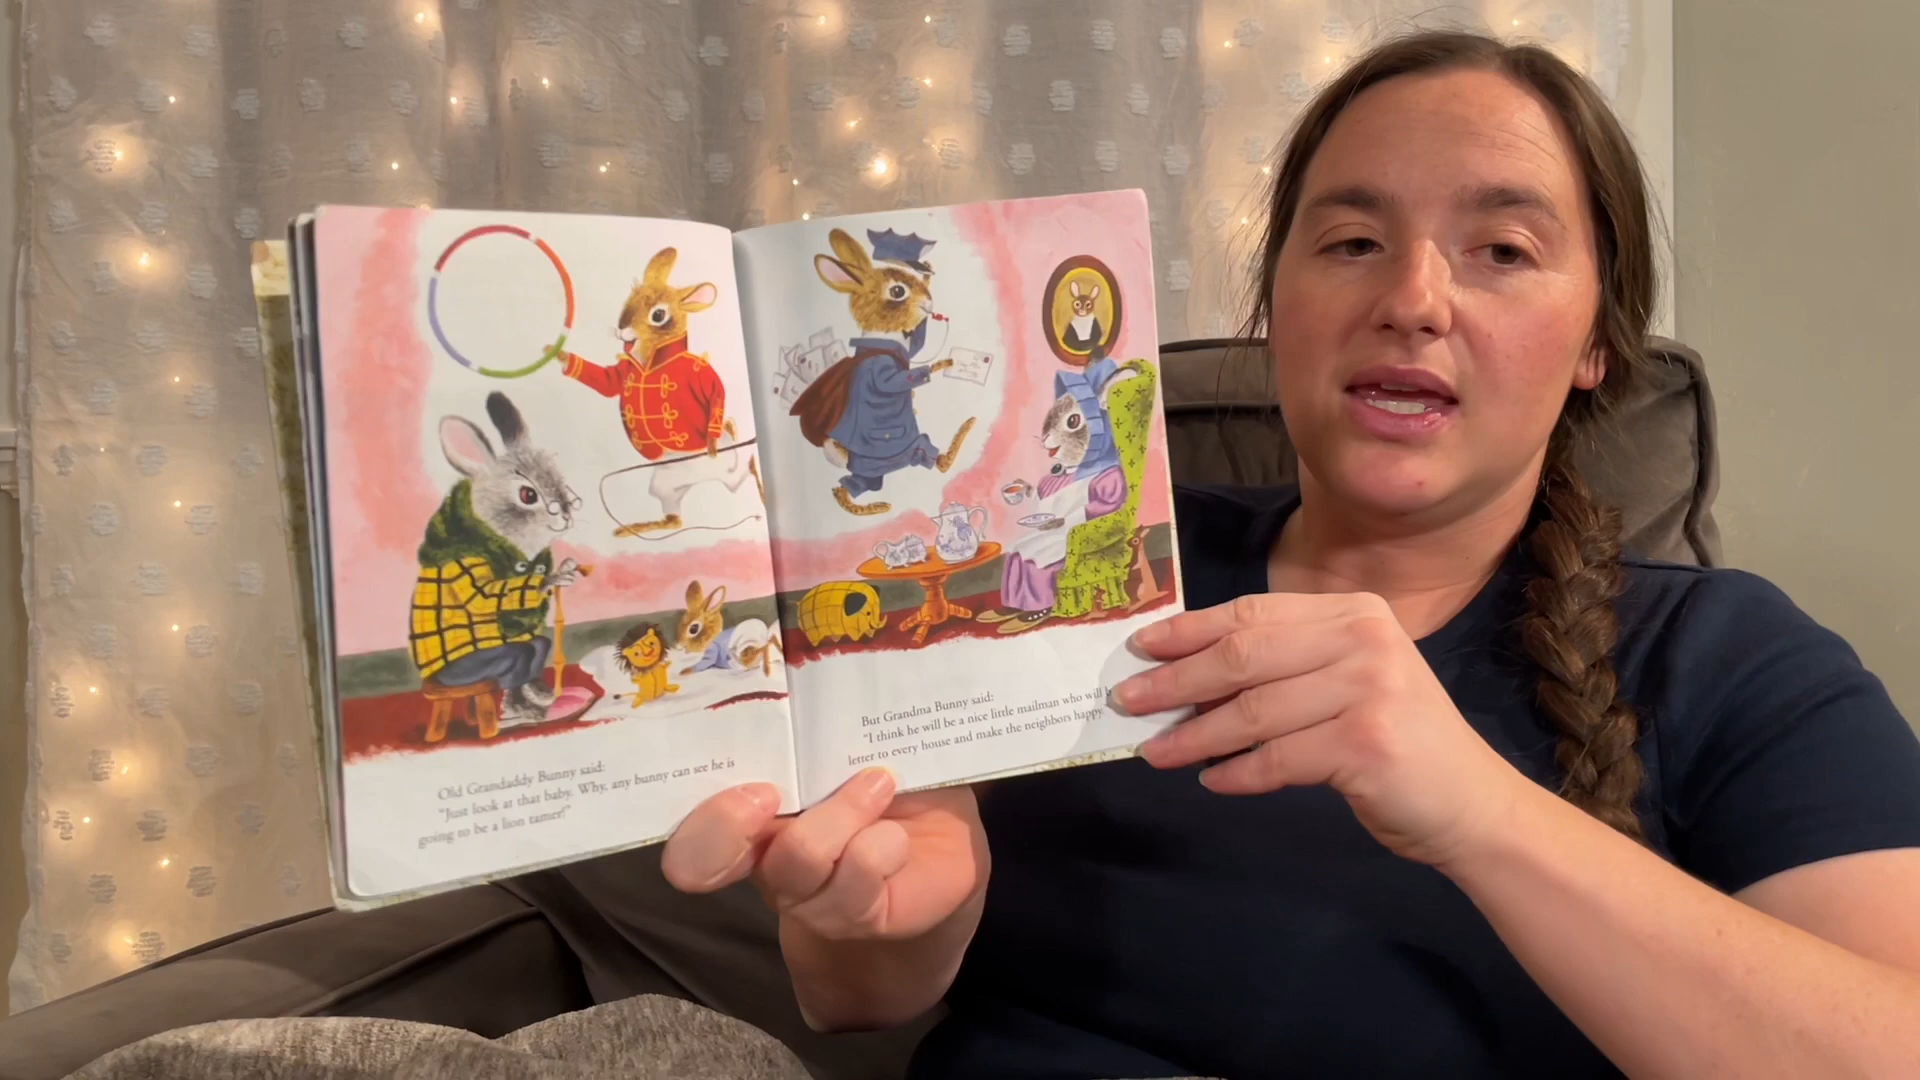 Old Grandaddy Bunny said:
"Just look at that baby. Why, any bunny can see he is
going to be a lion tamer!"
But Grandma Bunny said:
"I think he will be a nice little mailman who will
letter to every house and make the neighbors happy.